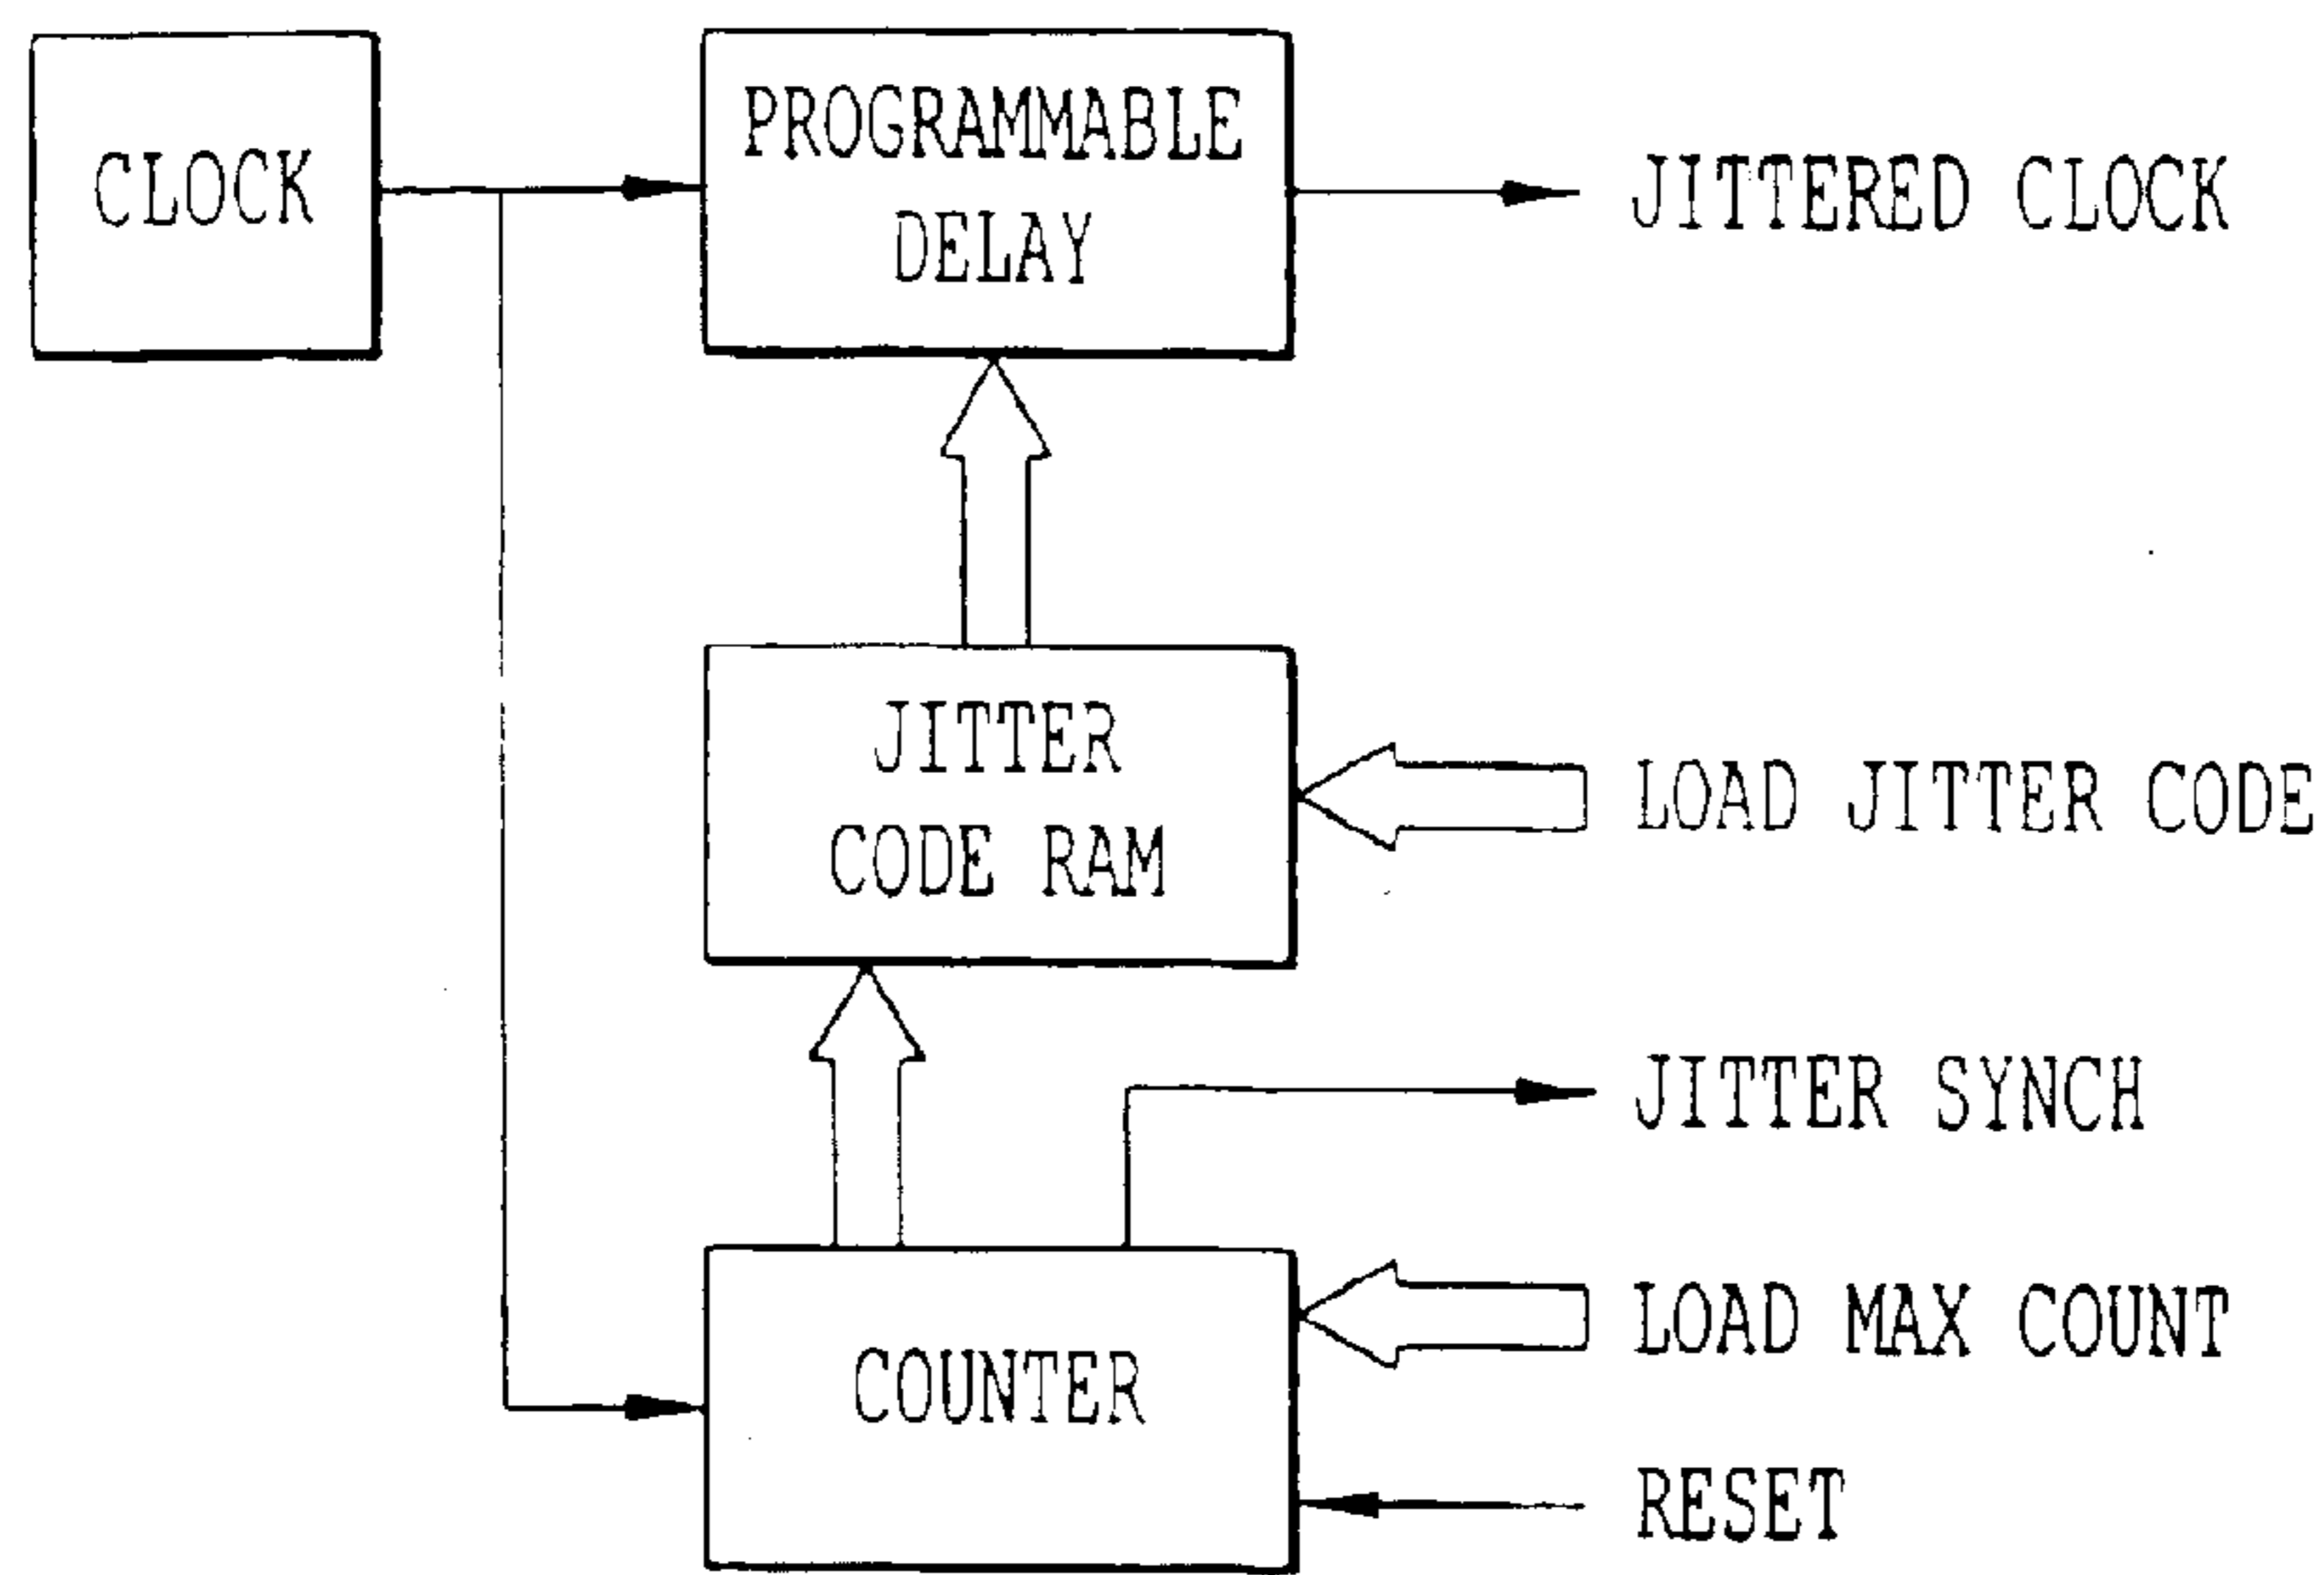 CLOCK
PROGRAMMABLE
DELAY
JITTERED CLOCK
JITTER
CODE RAM
LOAD JITTER CODE
JITTER SYNCH
COUNTER
LOAD MAX COUNT
RESET